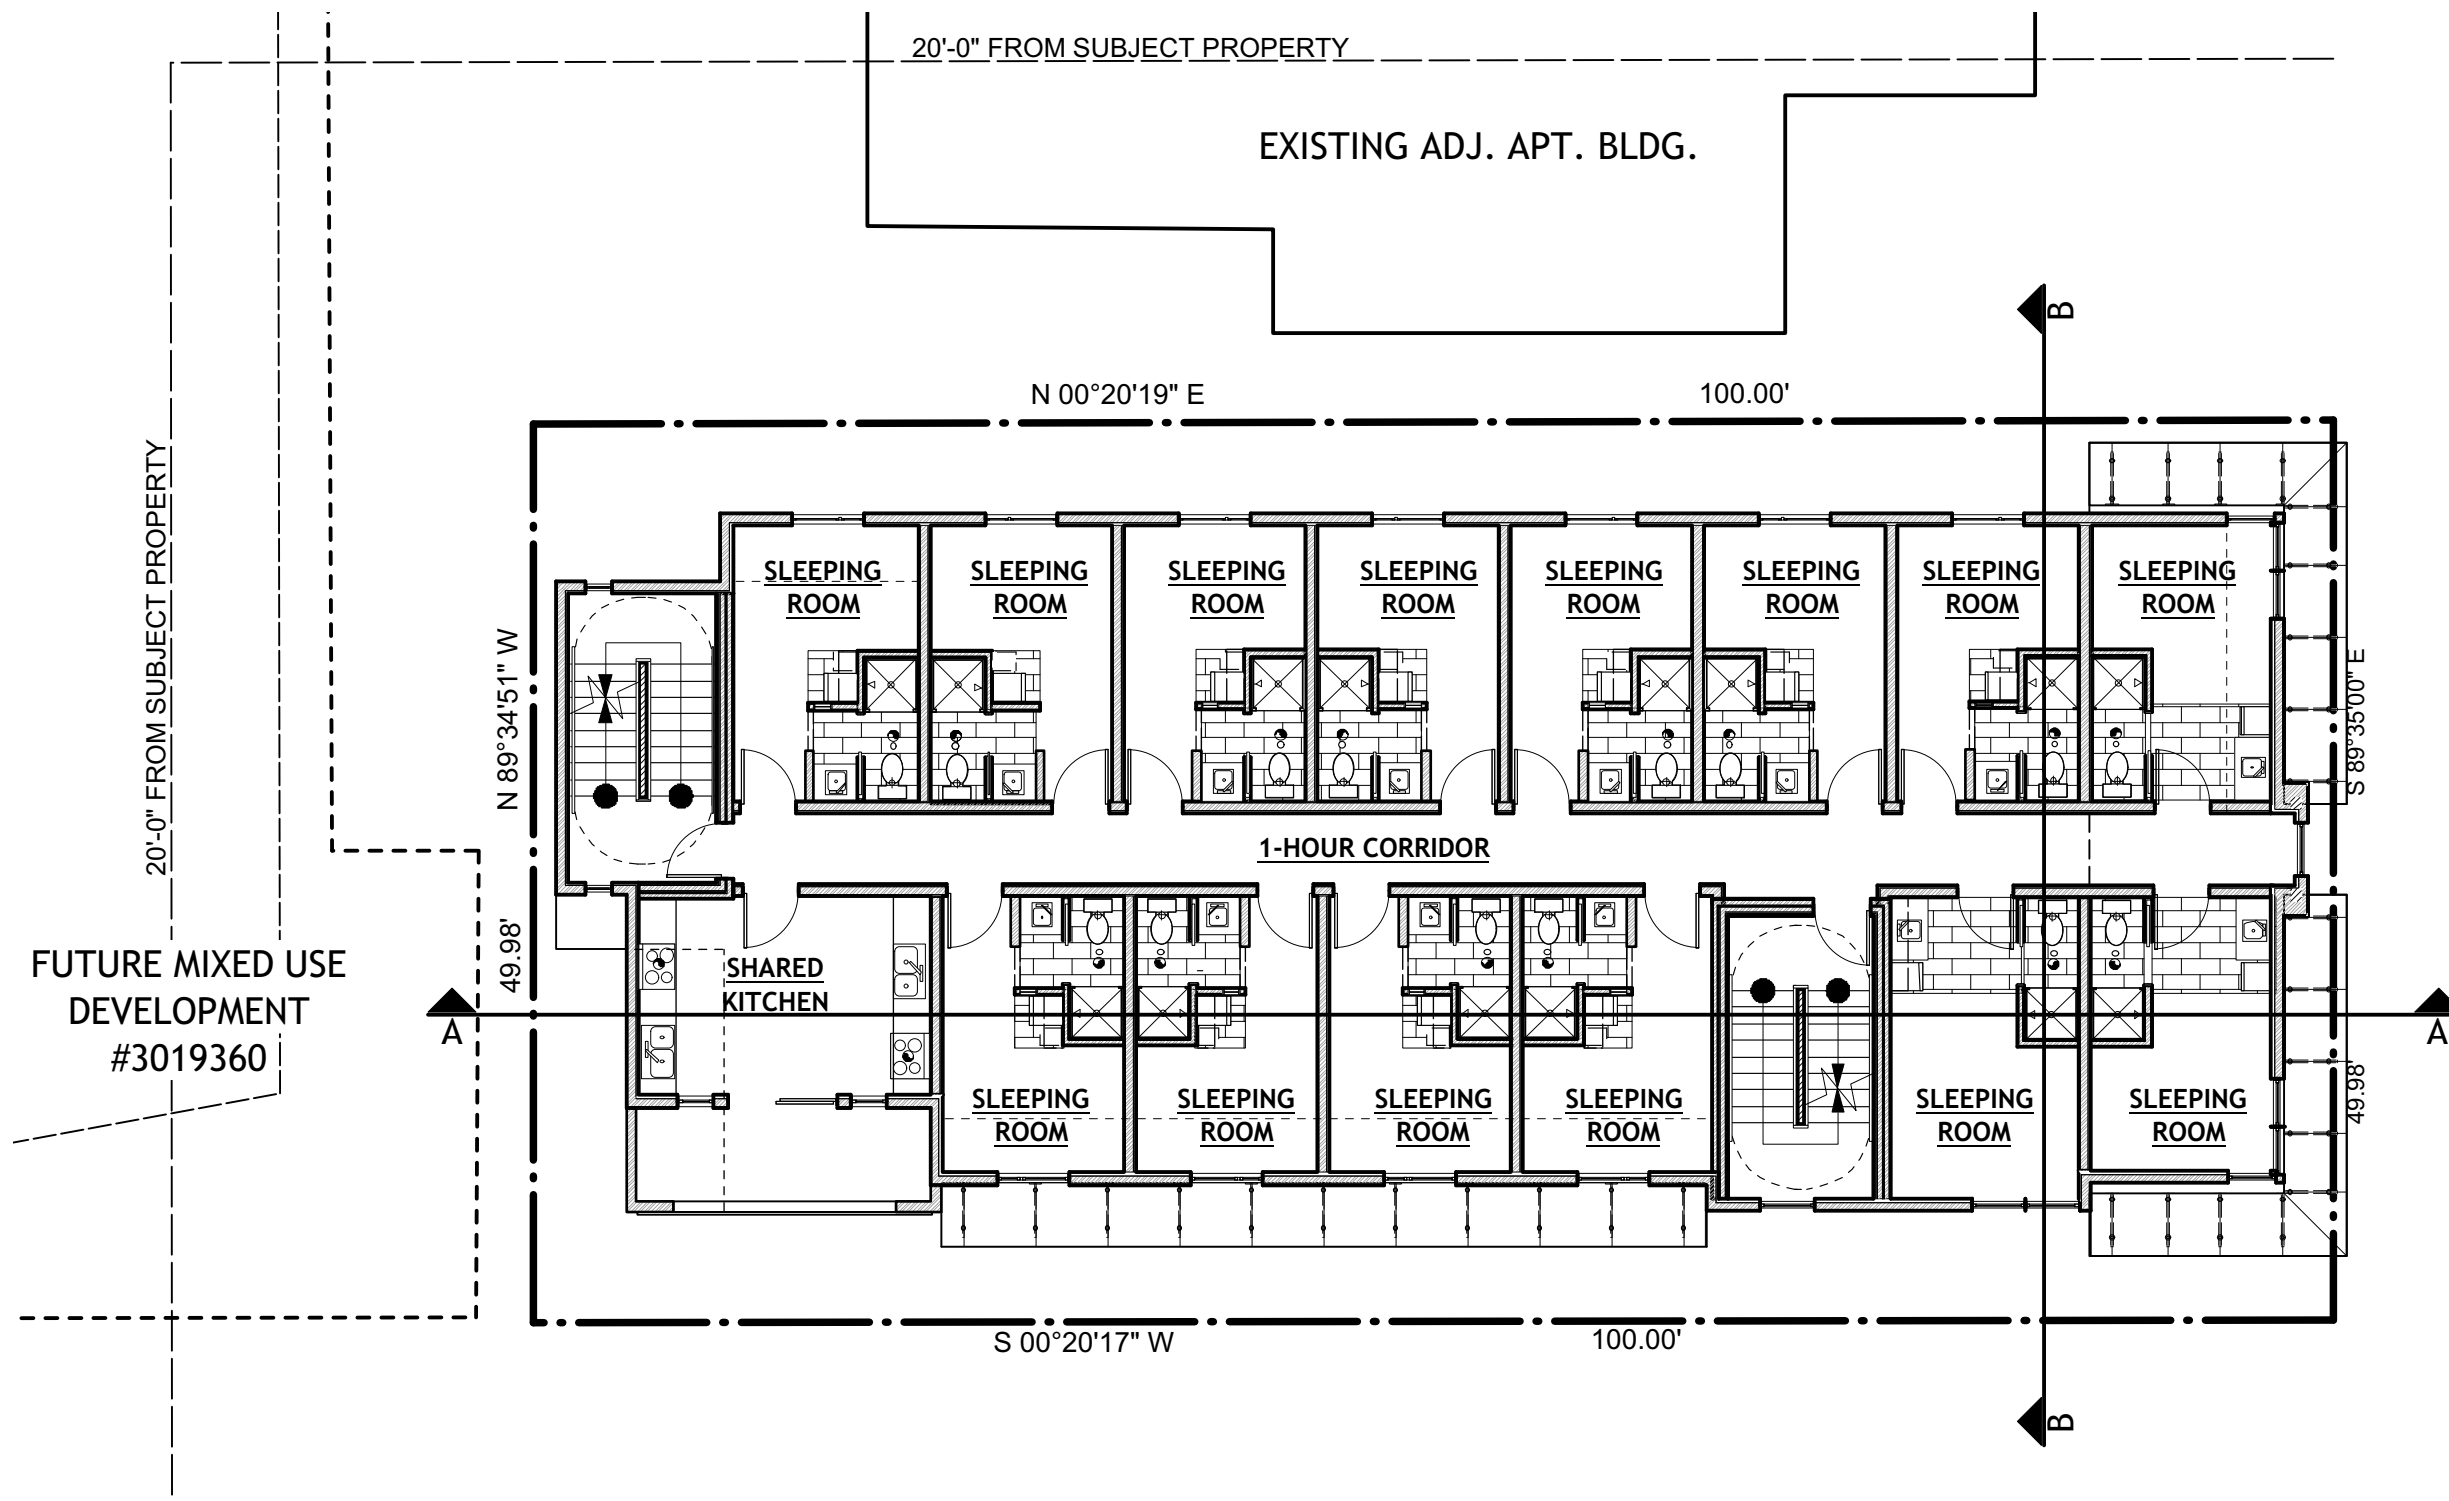 20'-0" FROM SUBJECT PROPERTY
EXISTING ADJ. APT. BLDG.
B
N 00°20'19" E
100.00'
20'-0" FROM SUBJECT PROPERTY
N 89°34'51" W
49.98'
SLEEPING
ROOM
SLEEPING
ROOM
SLEEPING
ROOM
SLEEPING
ROOM
SLEEPING
ROOM
SLEEPING
ROOM
SLEEPING
ROOM
SLEEPING
ROOM
S 89°35'00" E
49.98'
1-HOUR CORRIDOR
FUTURE MIXED USE
DEVELOPMENT
#3019360
A
SHARED
KITCHEN
A
SLEEPING
ROOM
SLEEPING
ROOM
SLEEPING
ROOM
SLEEPING
ROOM
SLEEPING
ROOM
SLEEPING
ROOM
S 00°20'17" W
100.00'
B